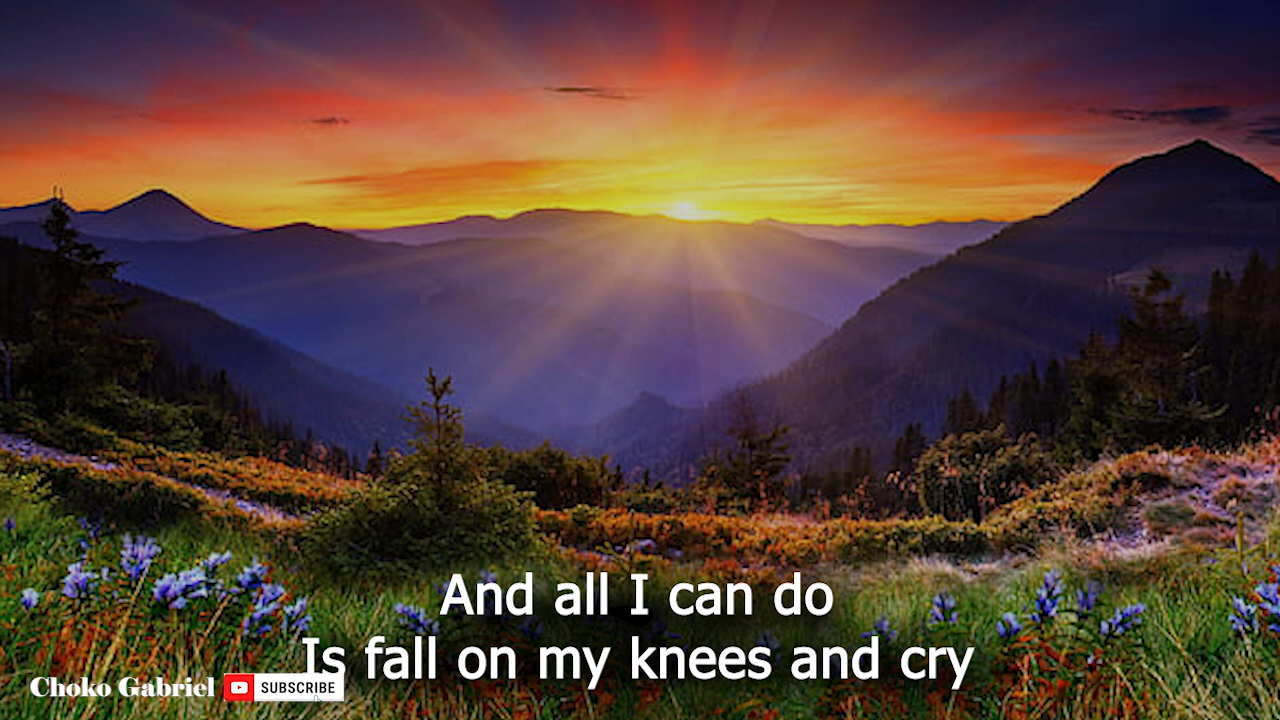 And all I can do
Is fall on my knees and cry
Choko Gabriel SUBSCRIBE